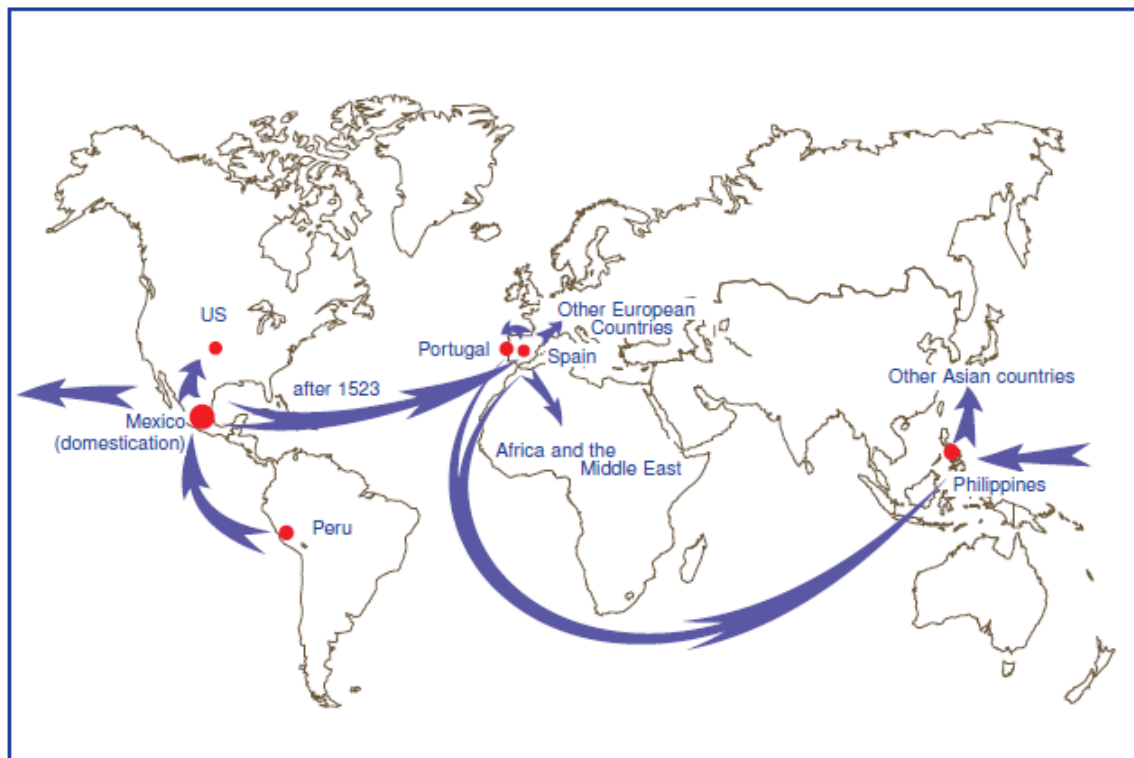 US
Other European
Countries
Portugal
Spain
after 1523
Other Asian countries
Mexico
(domestication)
Africa and the
Middle East
Philippines
Peru